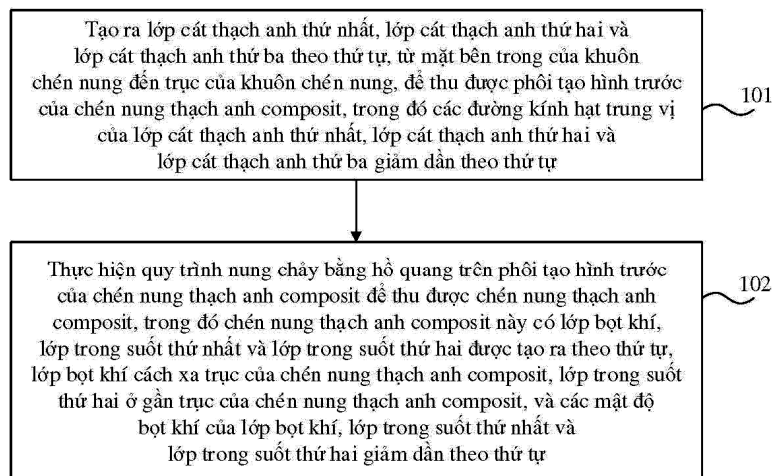 Tạo ra lớp cát thạch anh thứ nhất, lớp cát thạch anh thứ hai và
lớp cát thạch anh thứ ba theo thứ tự, từ mặt bên trong của khuôn
chén nung đến trục của khuôn chén nung, để thu được phôi tạo hình trước
của chén nung thạch anh composit, trong đó các đường kính hạt trung vị
của lớp cát thạch anh thứ nhất, lớp cát thạch anh thứ hai và
lớp cát thạch anh thứ ba giảm dần theo thứ tự
101
Thực hiện quy trình nung chảy bằng hồ quang trên phôi tạo hình trước
của chén nung thạch anh composit để thu được chén nung thạch anh
composit, trong đó chén nung thạch anh composit này có lớp bọt khí,
lớp trong suốt thứ nhất và lớp trong suốt thứ hai được tạo ra theo thứ tự,
lớp bọt khí cách xa trục của chén nung thạch anh composit, lớp trong suốt
thứ hai ở gần trục của chén nung thạch anh composit, và các mật độ
bọt khí của lớp bọt khí, lớp trong suốt thứ nhất và
lớp trong suốt thứ hai giảm dần theo thứ tự
102